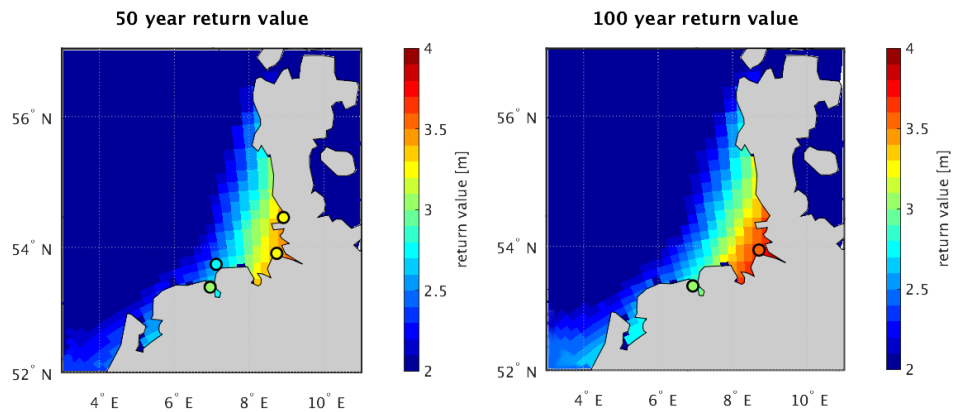 50 year return value
100 year return value
56° N
54° N
52° N
4° E
6° E
8° E
10° E
4
3.5
3
2.5
2
return value [m]
56° N
54° N
52° N
4° E
6° E
8° E
10° E
4
3.5
3
2.5
2
return value [m]